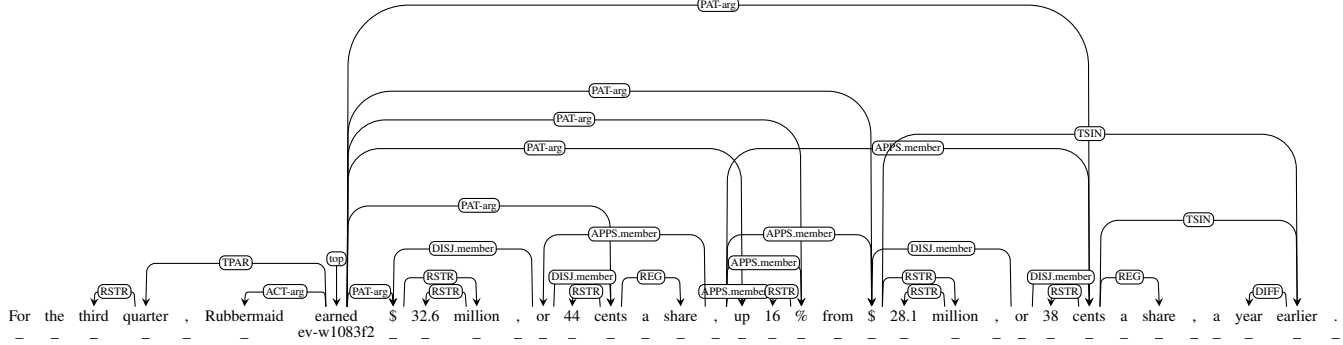 PAT-arg
PAT-arg
PAT-arg
TSIN
PAT-arg APPS.member
PAT-arg
TSIN
APPS.member APPS.member
DISJ.member DISJ.member
top
TPAR APPS.member
RSTR DISJ.member REG RSTR DISJ.member REG
RSTR ACT-arg PAT-arg RSTR RSTR APPS.member RSTR RSTR RSTR DIFF
For the third quarter , Rubbermaid earned $ 32.6 million , or 44 cents a share , up 16 % from $ 28.1 million , or 38 cents a share , a year earlier .
ev-w1083f2
_ _ _ _ _ _ _ _ _ _ _ _ _ _ _ _ _ _ _ _ _ _ _ _ _ _ _ _ _ _ _ _ _ _